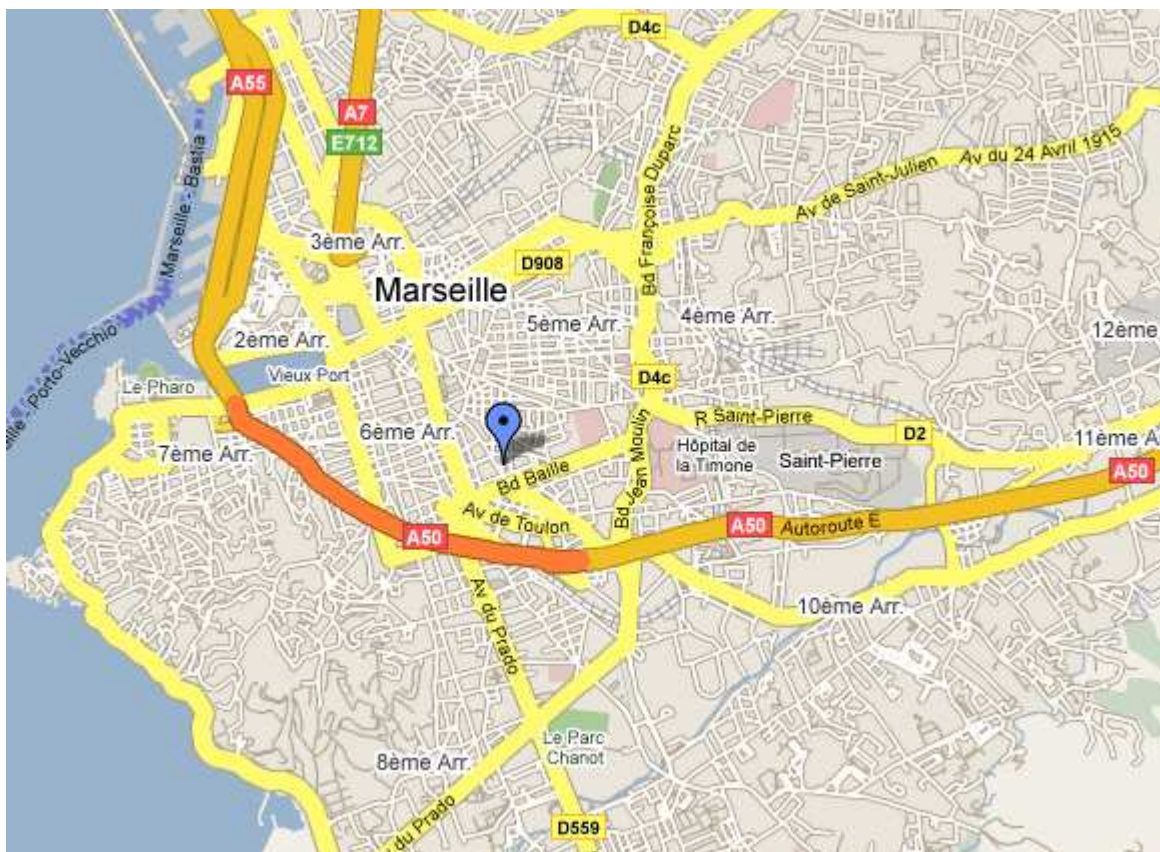 D4c
A55
A7
E712
Marseille - Bastia
Bd Françoise Duparc
Av de Saint-Julien
Av du 24 Avril 1915
3ème Arr.
D908
Marseille
5ème Arr.
4ème Arr.
12ème
2ème Arr.
Porto-Vecchio
Vieux Port
Le Pharo
D4c
R Saint-Pierre
D2
6ème Arr.
7ème Arr.
Bd Jean Moulin
Hôpital de
la Timone
Saint-Pierre
11ème A
A50
Bd Baille
Av de Toulon
A50
A50
Autoroute E
Av du Prado
10ème Arr.
Le Parc
Chanot
8ème Arr.
du Prado
D559